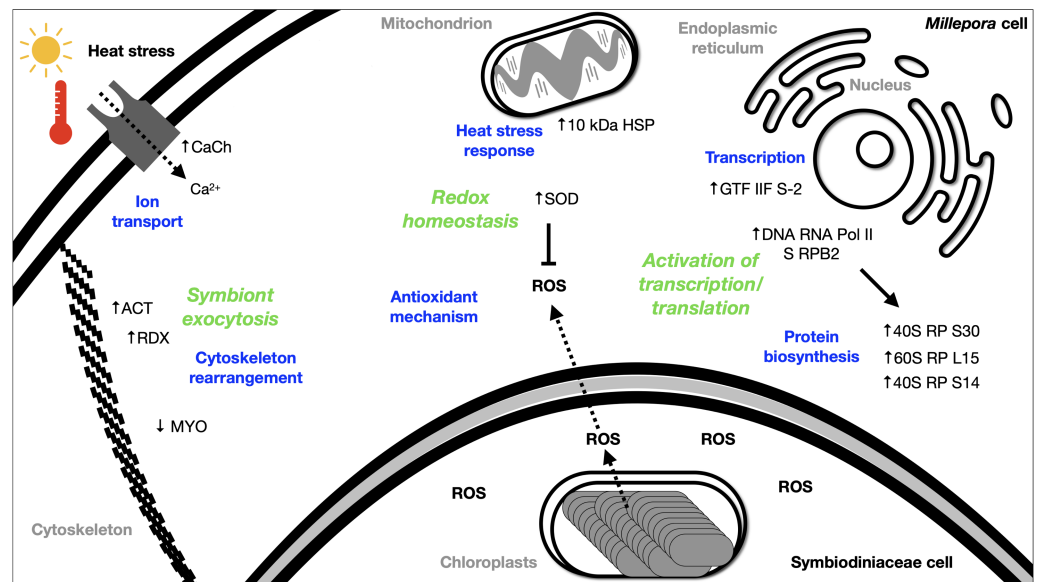 Mitochondrion
Endoplasmic
reticulum
Millepora cell
Heat stress
Nucleus
↑10 kDa HSP
Heat stress
response
↑CaCh
Ca²⁺
Ion
transport
Transcription
↑GTF IIF S-2
Redox
homeostasis
↑SOD
↑DNA RNA Pol II
S RPB2
Activation of
transcription/
translation
ROS
Antioxidant
mechanism
Symbiont
exocytosis
↑ACT
↑RDX
Cytoskeleton
rearrangement
Protein
biosynthesis
↑40S RP S30
↑60S RP L15
↑40S RP S14
↓ MYO
ROS
ROS
ROS
ROS
Cytoskeleton
Chloroplasts
Symbiodiniaceae cell